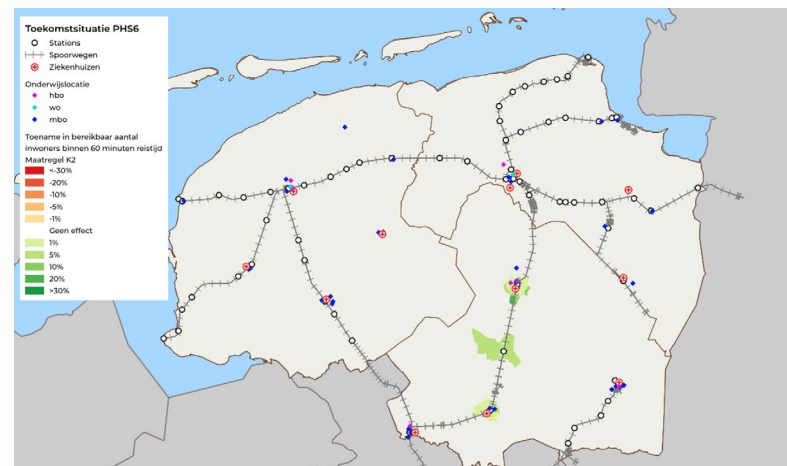 Toekomstsituatie PHS6
Stations
Spoorwegen
Ziekenhuizen
Onderwijslocatie
hbo
wo
mbo
Toename in bereikbaar aantal
inwoners binnen 60 minuten reistijd
Maatregel K2
<-30%
-20%
-10%
-5%
-1%
Geen effect
1%
5%
10%
20%
>30%